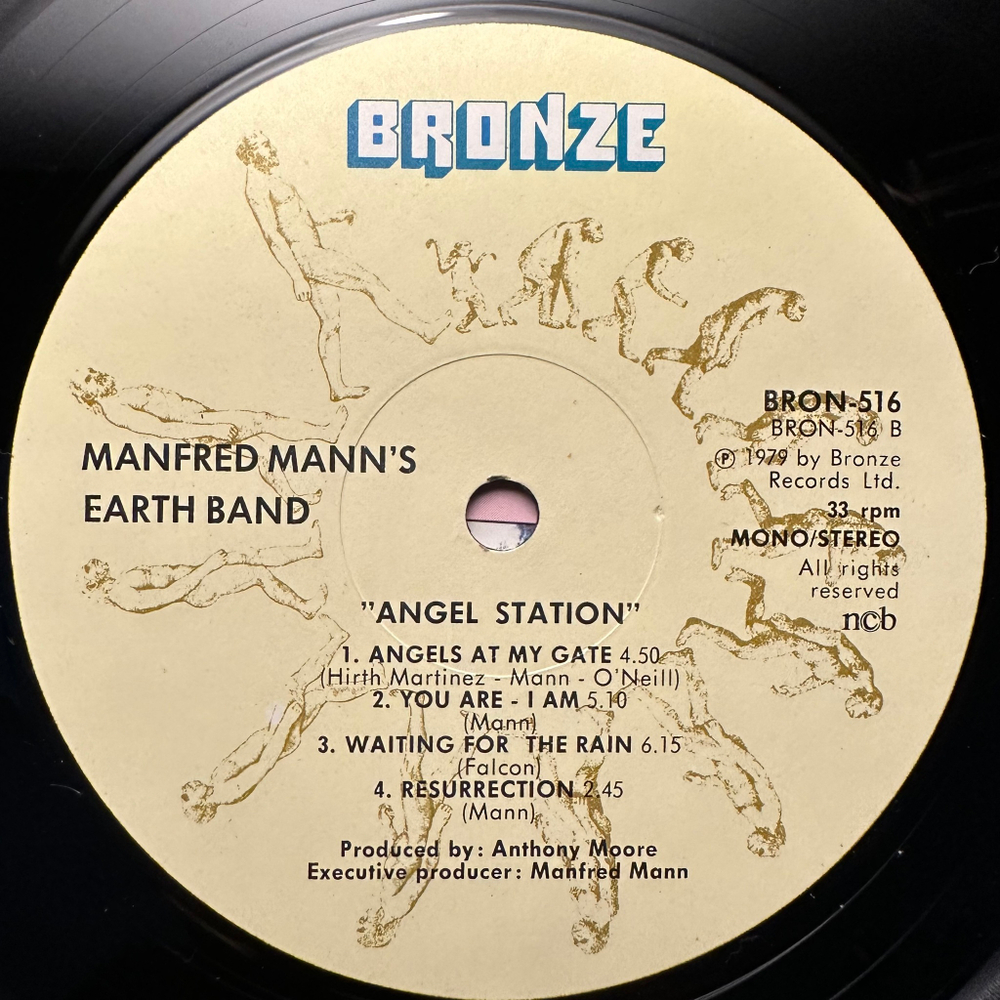 BRONZE
MANFRED MANN'S
EARTH BAND
BRON-516
BRON-516 B
Ⓟ 1979 by Bronze
Records Ltd.
33 rpm
MONO/STEREO
All rights
reserved
n©b
"ANGEL STATION"
1. ANGELS AT MY GATE 4.50
(Hirth Martinez - Mann - O'Neill)
2. YOU ARE - I AM 5.10
(Mann)
3. WAITING FOR THE RAIN 6.15
(Falcon)
4. RESURRECTION 2.45
(Mann)
Produced by: Anthony Moore
Executive producer: Manfred Mann